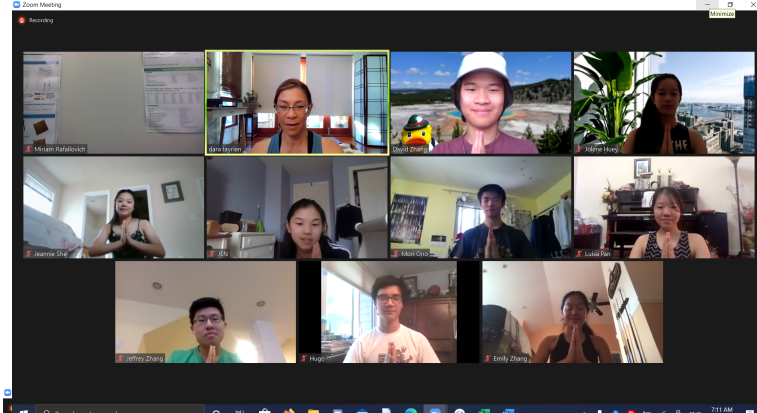 Zoom Meeting
Minimize
Recording
Miriam Rafailovich
dara taynen
David Zhang
Jolene Huey
THE
Jeannie She
JEN
Mori Ono
Luisa Pan
Jeffrey Zhang
Hugo
Emily Zhang
7:11 AM